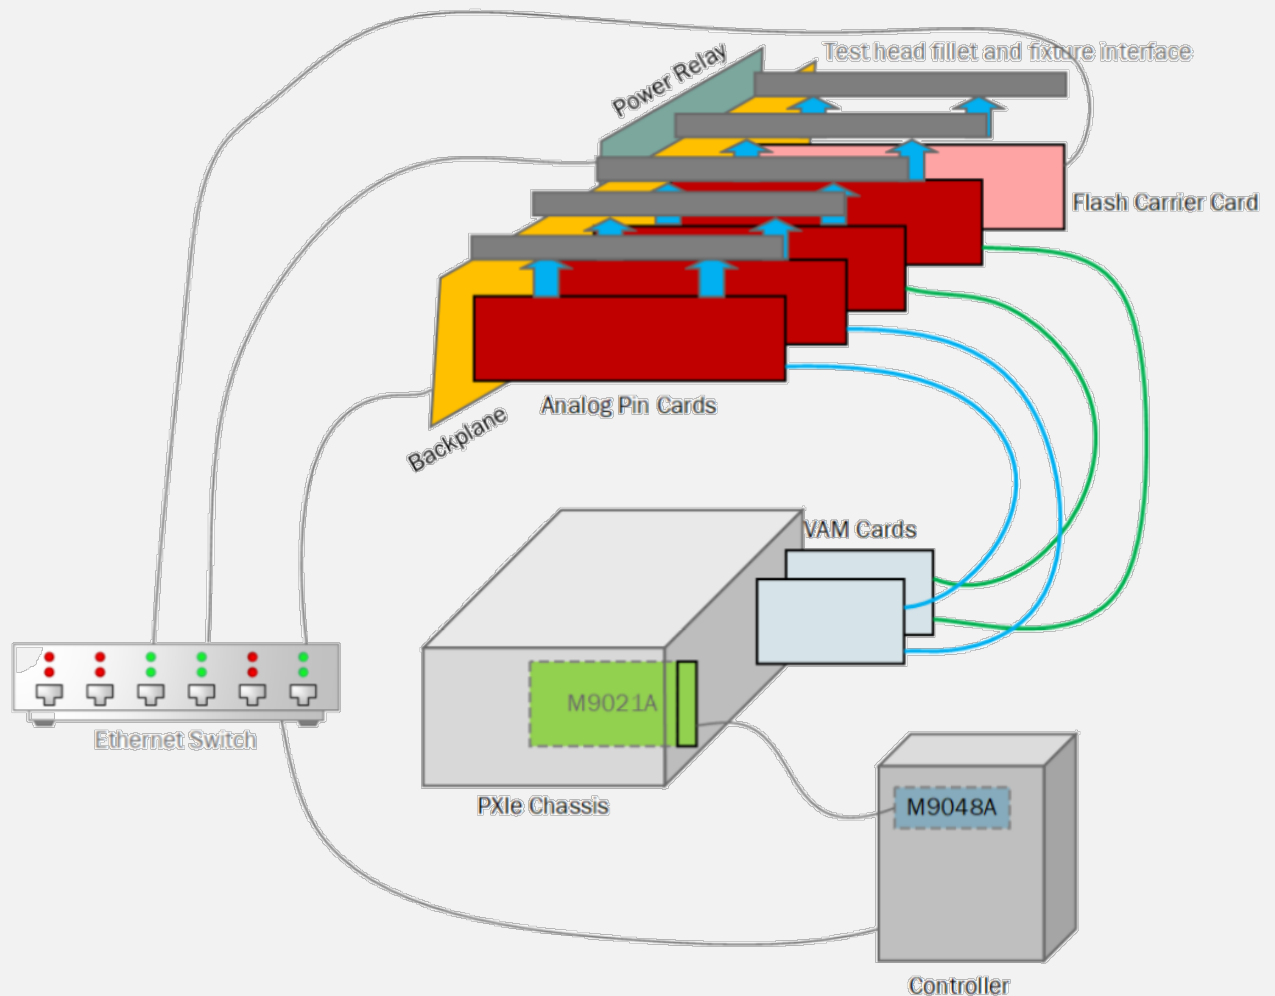 Test head fillet and fixture interface
Power Relay
Flash Carrier Card
Analog Pin Cards
Backplane
VAM Cards
M9021A
Ethernet Switch
PXIe Chassis
M9048A
Controller